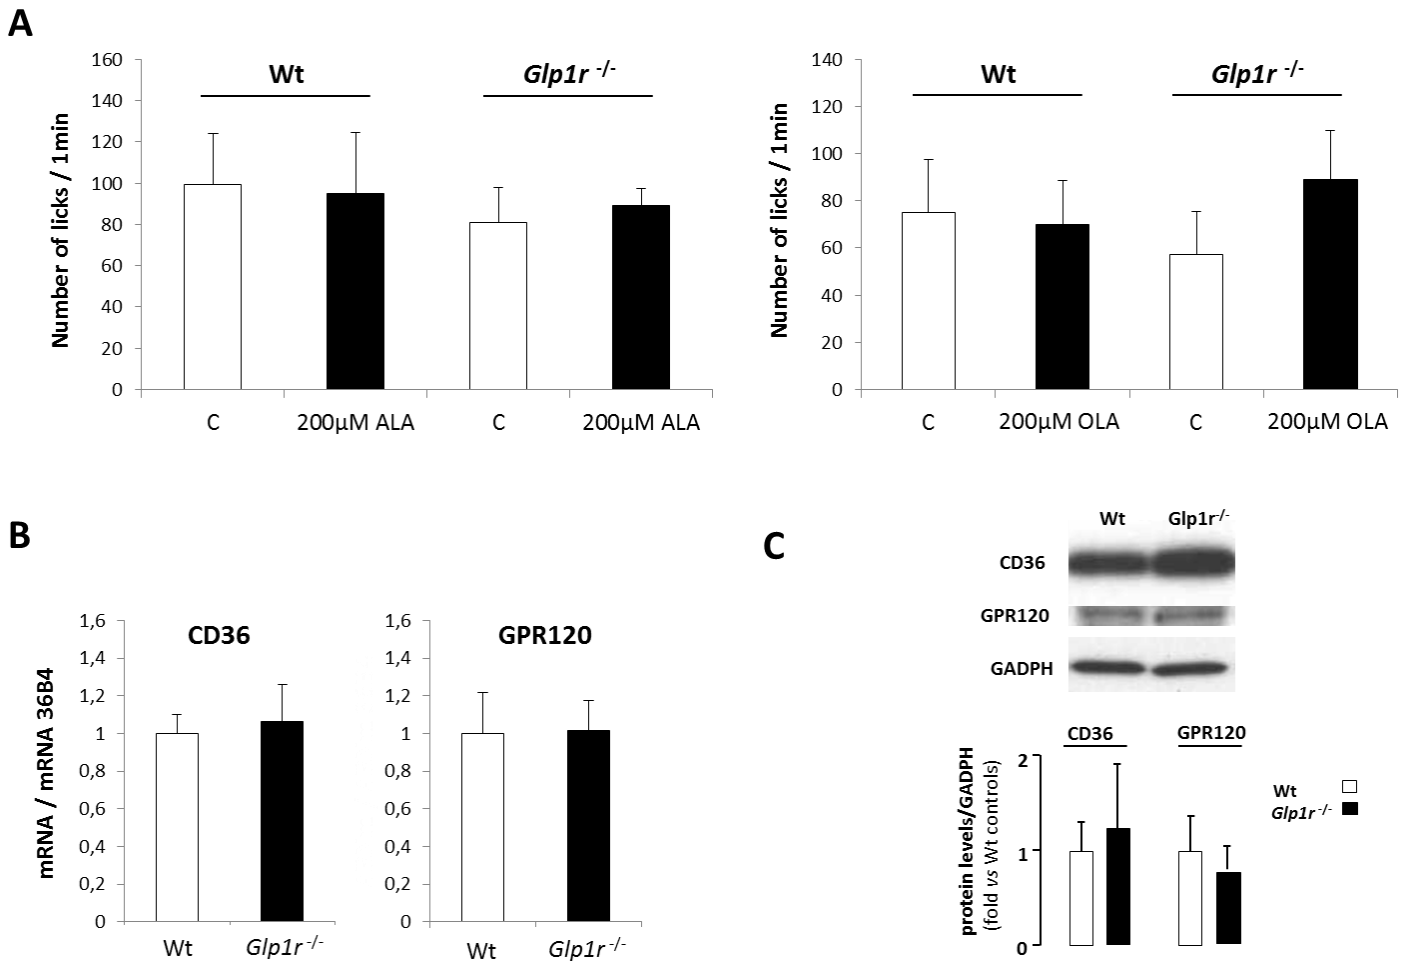 A
Number of licks / 1min
160
140
120
100
80
60
40
20
0
Wt
Glp1r -/-
C
200µM ALA
C
200µM ALA
Number of licks / 1min
140
120
100
80
60
40
20
0
Wt
Glp1r -/-
C
200µM OLA
C
200µM OLA
B
mRNA / mRNA 36B4
1,6
1,4
1,2
1
0,8
0,6
0,4
0,2
0
CD36
Wt
Glp1r -/-
1,6
1,4
1,2
1
0,8
0,6
0,4
0,2
0
GPR120
Wt
Glp1r -/-
C
Wt
Glp1r-/-
CD36
GPR120
GADPH
protein levels/GADPH
(fold vs Wt controls)
2
1
0
CD36
GPR120
Wt
Glp1r -/-